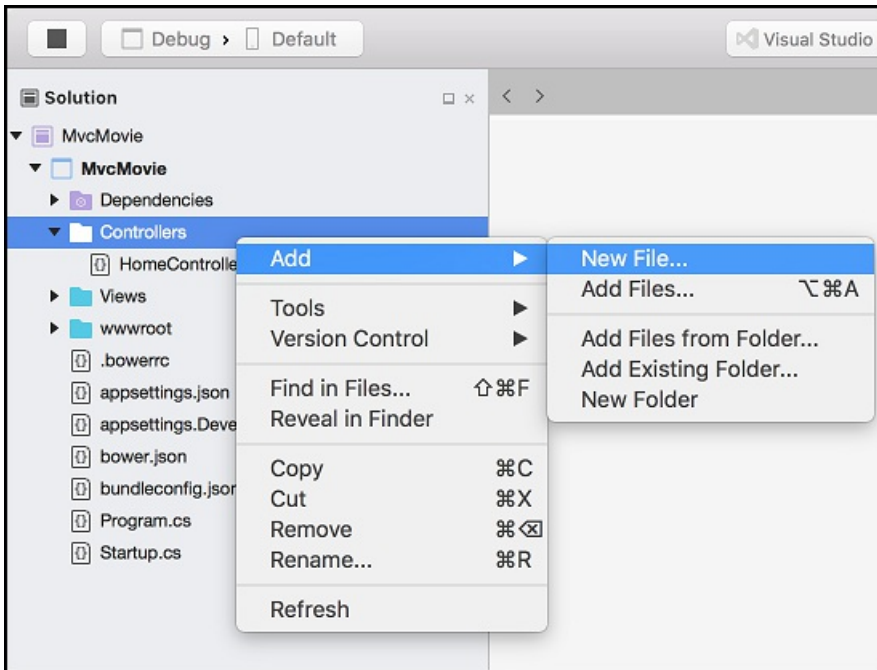 Debug › Default
Visual Studio
Solution
MvcMovie
MvcMovie
Dependencies
Controllers
HomeControlle
Views
wwwroot
.bowerrc
appsettings.json
appsettings.Deve
bower.json
bundleconfig.jsor
Program.cs
Startup.cs
Add
Tools
Version Control
Find in Files... ⇧⌘F
Reveal in Finder
Copy ⌘C
Cut ⌘X
Remove ⌘⌫
Rename... ⌘R
Refresh
New File...
Add Files... ⌥⌘A
Add Files from Folder...
Add Existing Folder...
New Folder